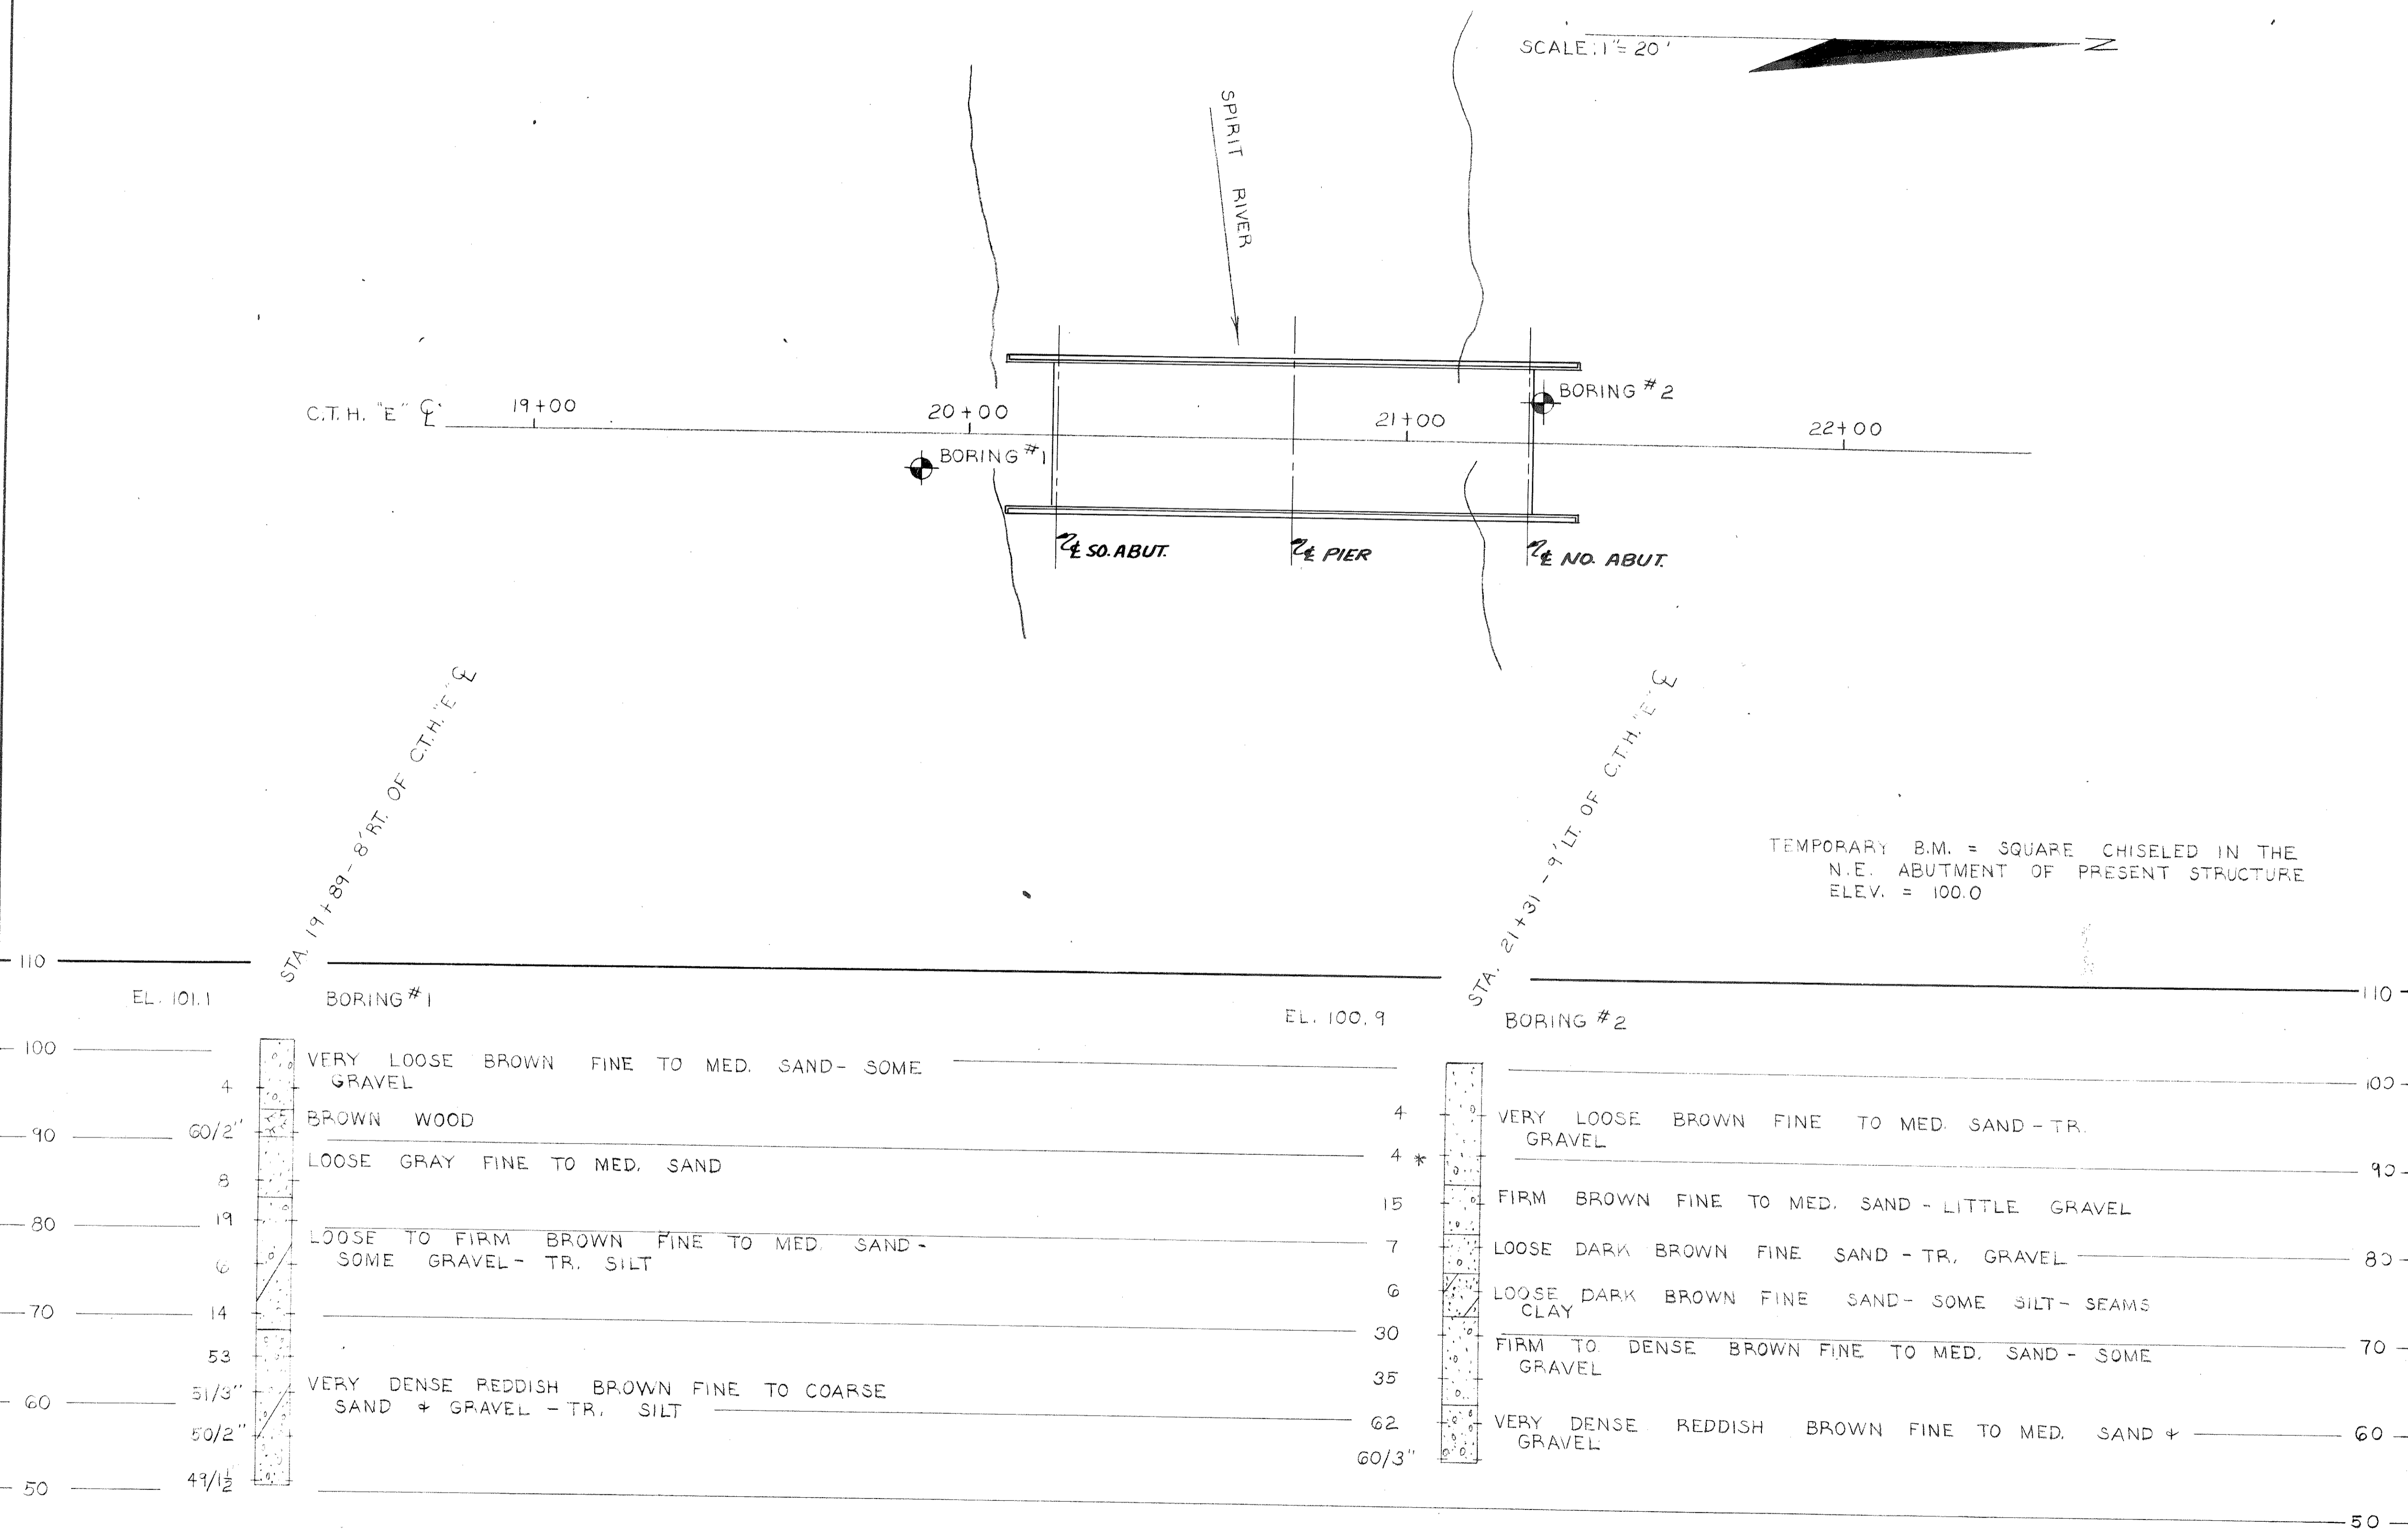 SCALE: 1" = 20'
N
SPIRIT RIVER
C.T.H. "E" ℄
19+00
20+00
21+00
22+00
BORING #1
BORING #2
℄ SO. ABUT.
℄ PIER
℄ NO. ABUT.
STA. 19+89 - 8' RT. OF C.T.H. "E" ℄
STA. 21+31 - 9' LT. OF C.T.H. "E" ℄
TEMPORARY B.M. = SQUARE CHISELED IN THE
N.E. ABUTMENT OF PRESENT STRUCTURE
ELEV. = 100.0
110
110
EL. 101.1
BORING #1
EL. 100.9
BORING #2
100
VERY LOOSE BROWN FINE TO MED. SAND - SOME
GRAVEL
4
BROWN WOOD
60/2"
90
LOOSE GRAY FINE TO MED. SAND
8
19
80
LOOSE TO FIRM BROWN FINE TO MED. SAND -
SOME GRAVEL - TR. SILT
6
14
70
53
51/3"
VERY DENSE REDDISH BROWN FINE TO COARSE
SAND & GRAVEL - TR. SILT
60
50/2"
49/1½"
50
100
4
VERY LOOSE BROWN FINE TO MED. SAND - TR.
GRAVEL
4 *
90
15
FIRM BROWN FINE TO MED. SAND - LITTLE GRAVEL
7
LOOSE DARK BROWN FINE SAND - TR. GRAVEL
80
6
LOOSE DARK BROWN FINE SAND - SOME SILT - SEAMS
CLAY
30
70
FIRM TO DENSE BROWN FINE TO MED. SAND - SOME
GRAVEL
35
62
VERY DENSE REDDISH BROWN FINE TO MED. SAND &
GRAVEL
60
60/3"
50